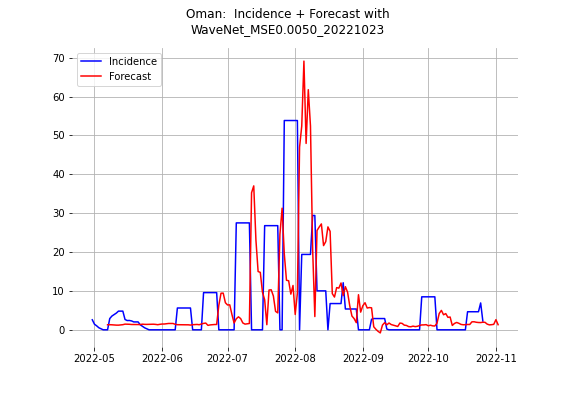 Oman:  Incidence + Forecast with
WaveNet_MSE0.0050_20221023
Incidence
Forecast
70
60
50
40
30
20
10
0
2022-05 2022-06 2022-07 2022-08 2022-09 2022-10 2022-11